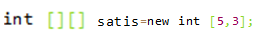 int [][] satis=new int [5,3];